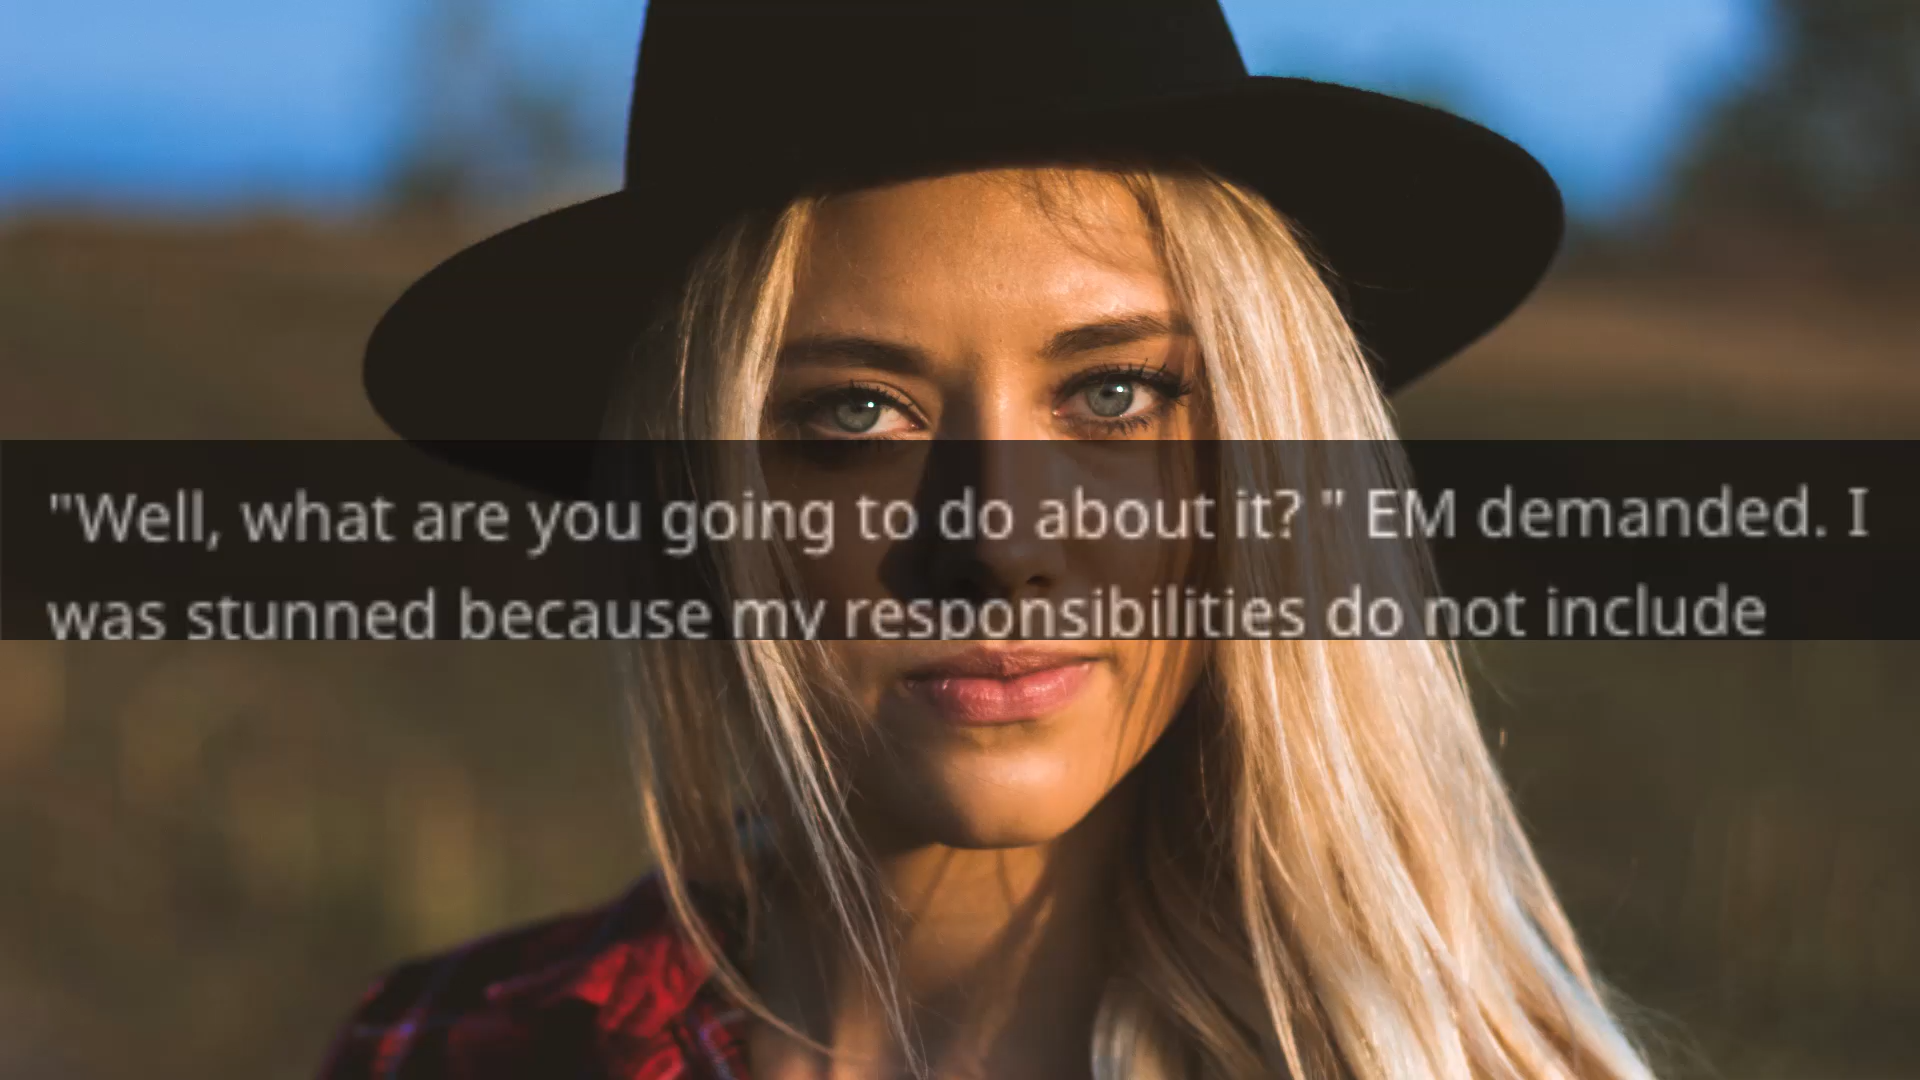 "Well, what are you going to do about it? " EM demanded. I
was stunned because my responsibilities do not include